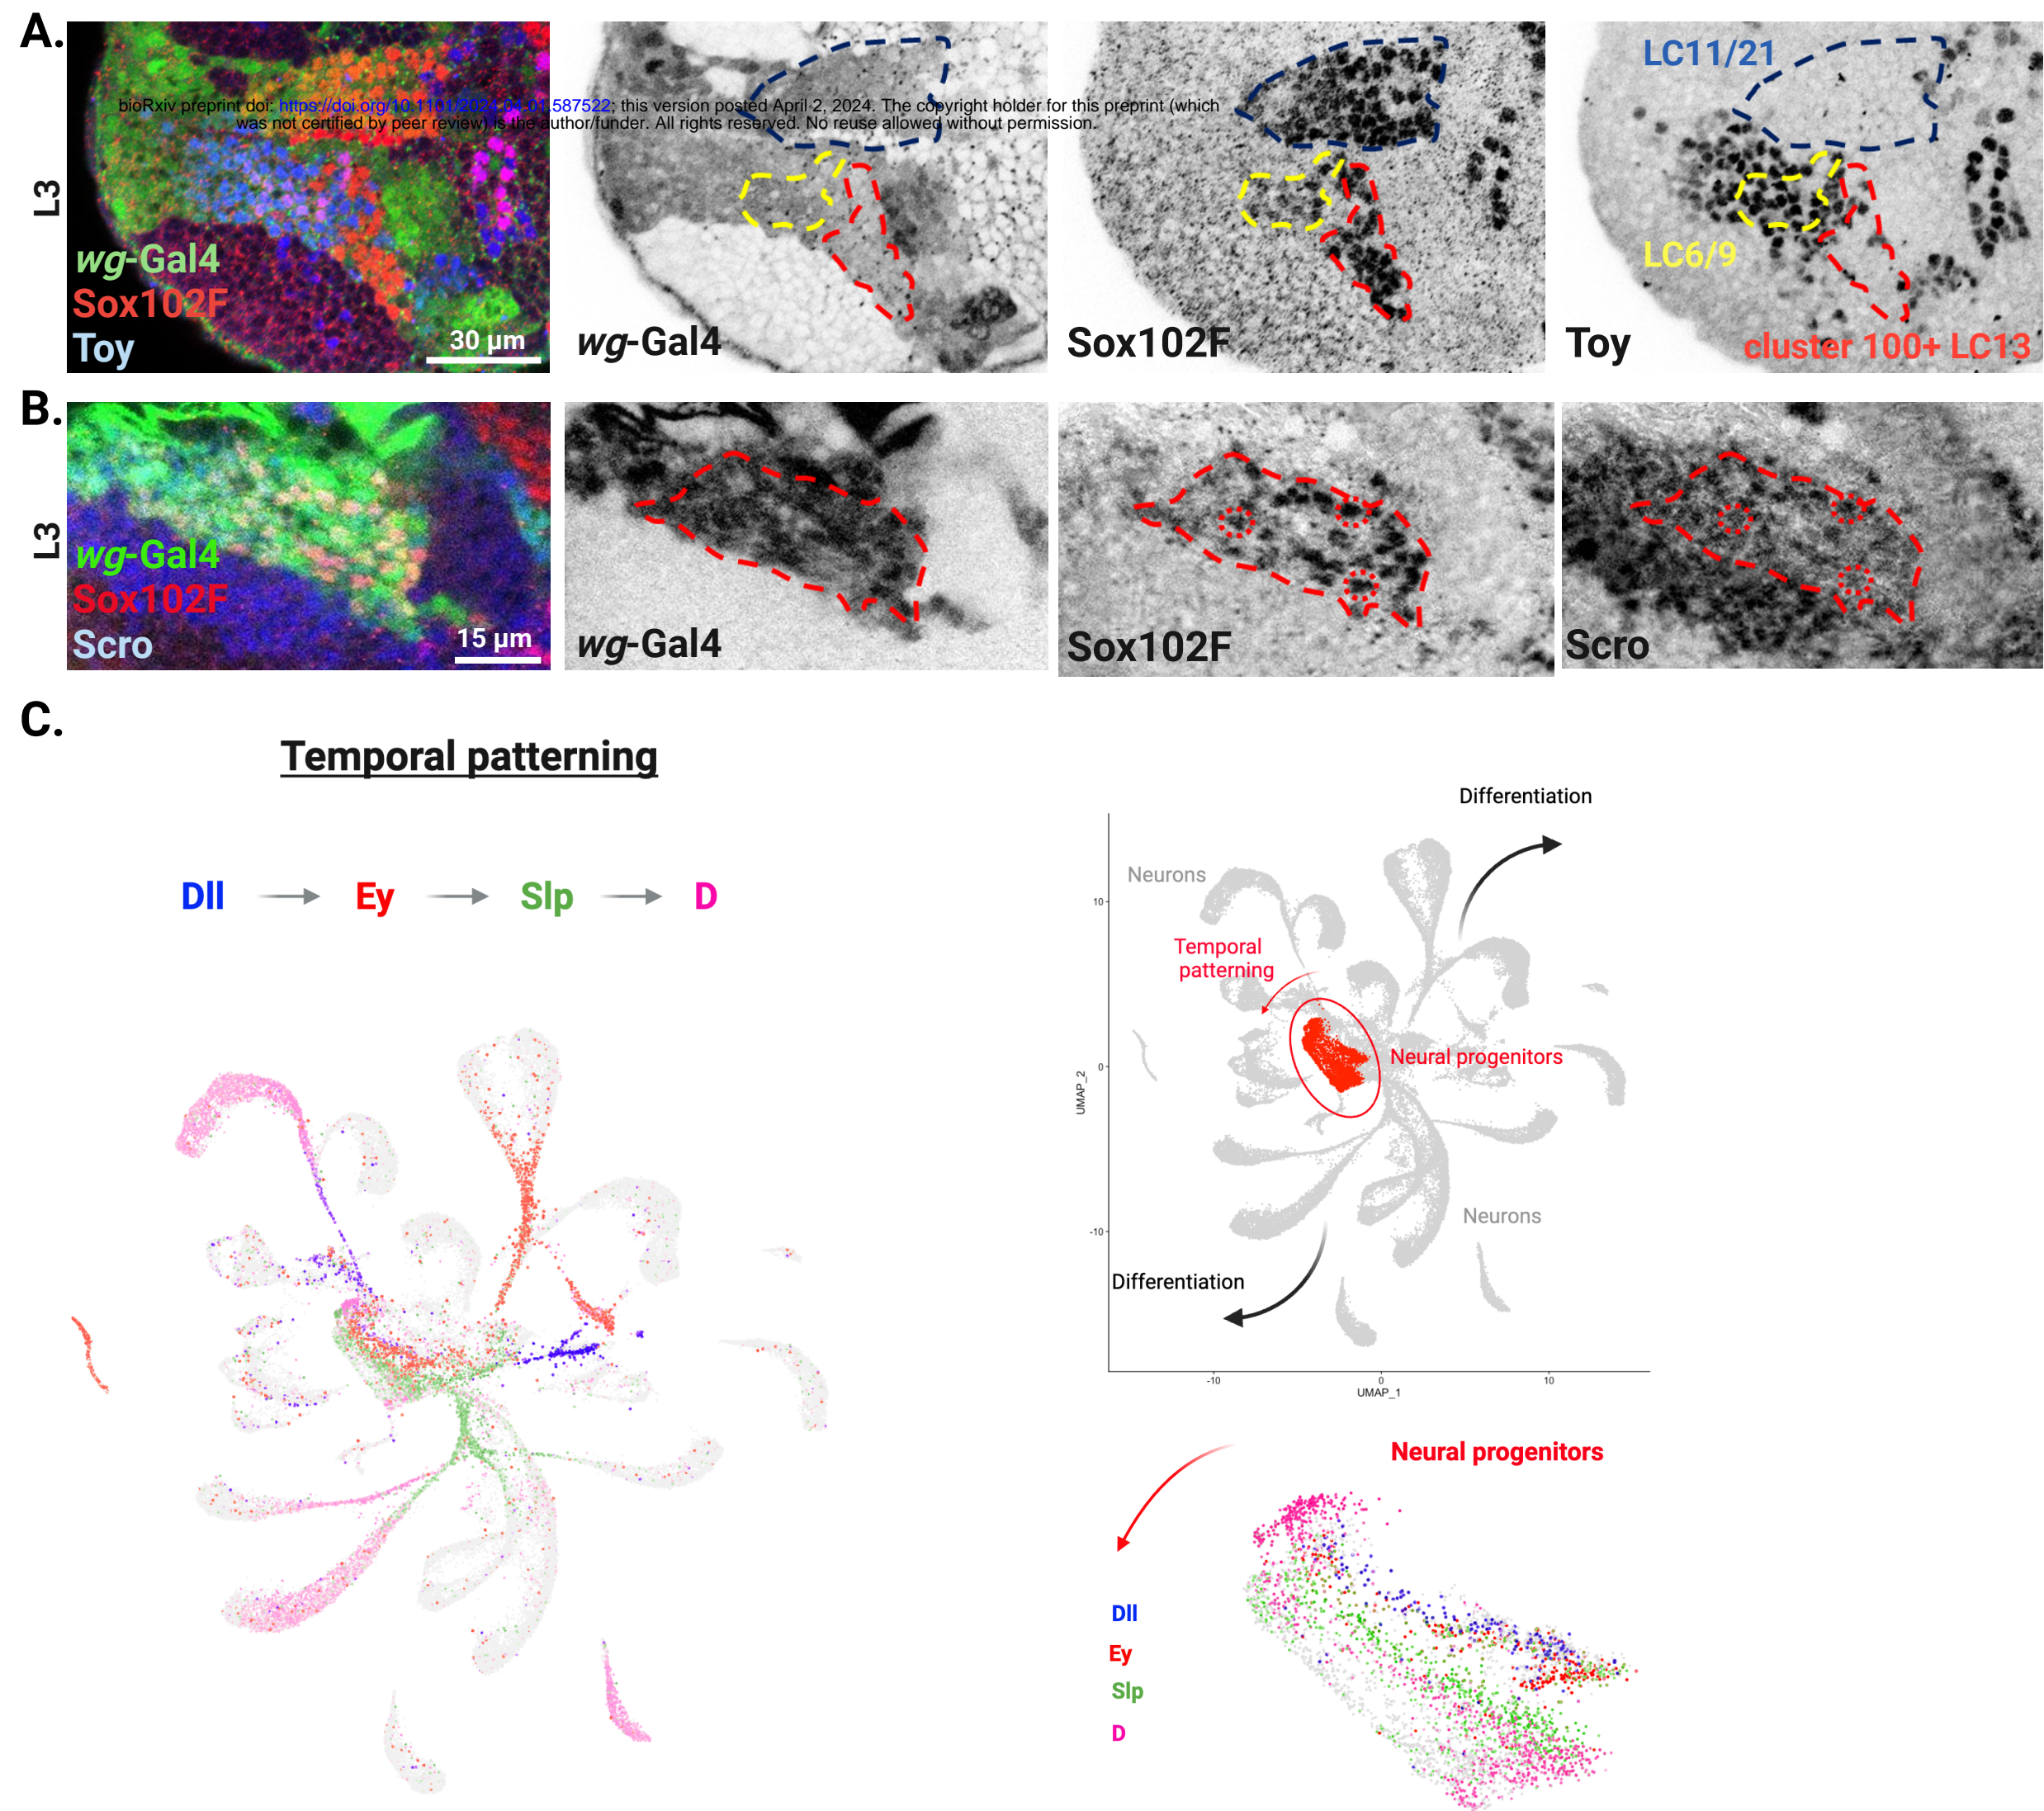 A.
L3
wg-Gal4
Sox102F
Toy
30 µm
wg-Gal4
Sox102F
LC11/21
LC6/9
Toy
cluster 100+ LC13
bioRxiv preprint doi: https://doi.org/10.1101/2024.04.01.587522; this version posted April 2, 2024. The copyright holder for this preprint (which
was not certified by peer review) is the author/funder. All rights reserved. No reuse allowed without permission.
B.
L3
wg-Gal4
Sox102F
Scro
15 µm
wg-Gal4
Sox102F
Scro
C.
Temporal patterning
Dll
Ey
Slp
D
Differentiation
Neurons
Temporal
patterning
Neural progenitors
Neurons
Differentiation
10
0
-10
UMAP_2
-10
0
10
UMAP_1
Neural progenitors
Dll
Ey
Slp
D